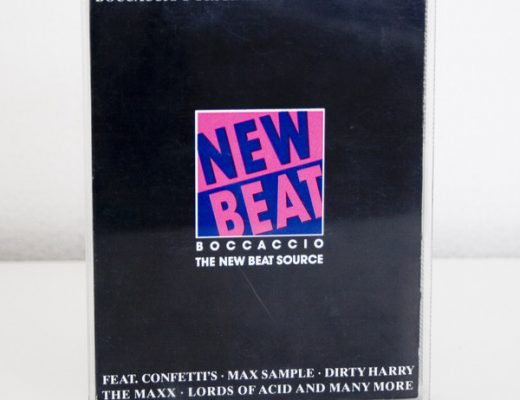 NEW
BEAT
BOCCACCIO
THE NEW BEAT SOURCE
FEAT. CONFETTI'S · MAX SAMPLE · DIRTY HARRY
THE MAXX · LORDS OF ACID AND MANY MORE